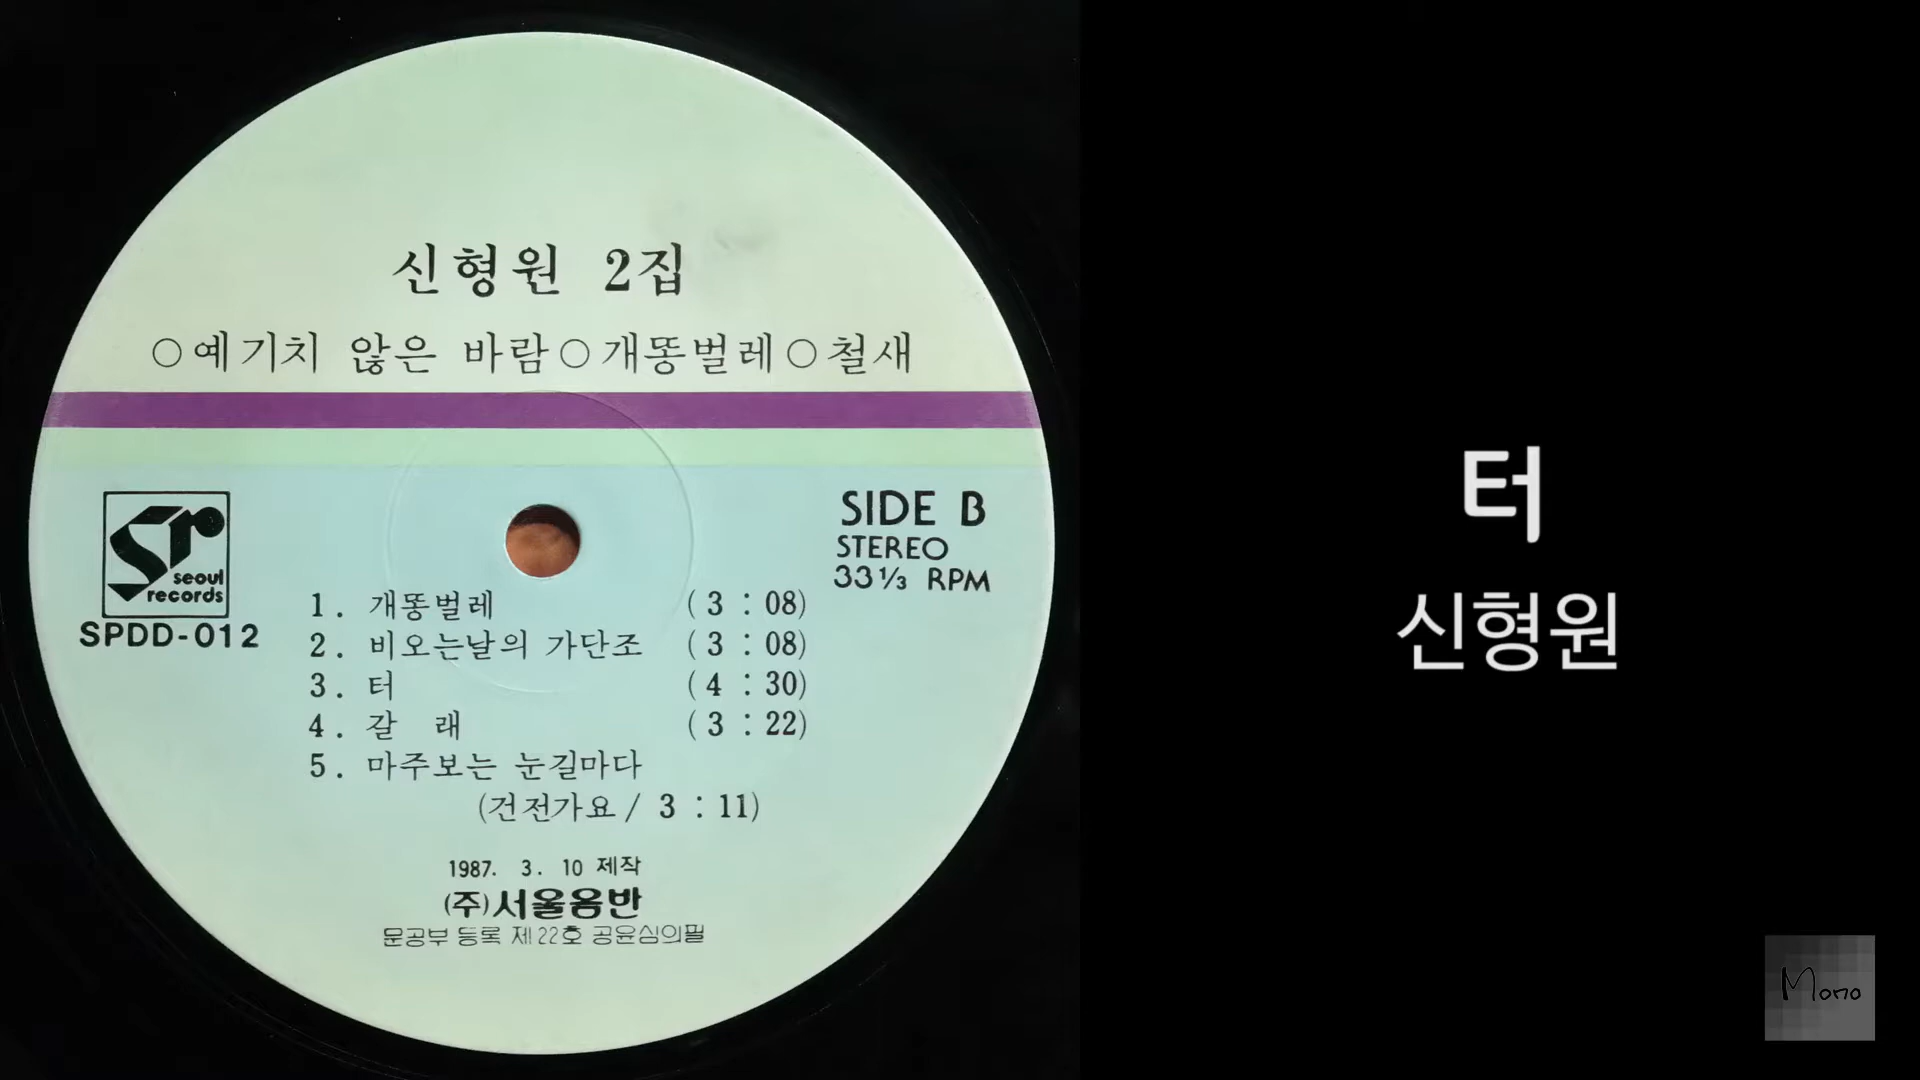 신형원 2집
○예기치 않은 바람○개똥벌레○철새
seoul
records
SPDD-012
SIDE B
STEREO
33 1/3 RPM
1. 개똥벌레 (3 : 08)
2. 비오는날의 가단조 (3 : 08)
3. 터 (4 : 30)
4. 갈 래 (3 : 22)
5. 마주보는 눈길마다
(건전가요 / 3 : 11)
1987. 3. 10 제작
(주)서울음반
문공부 등록 제22호 공윤심의필
터
신형원
Mono